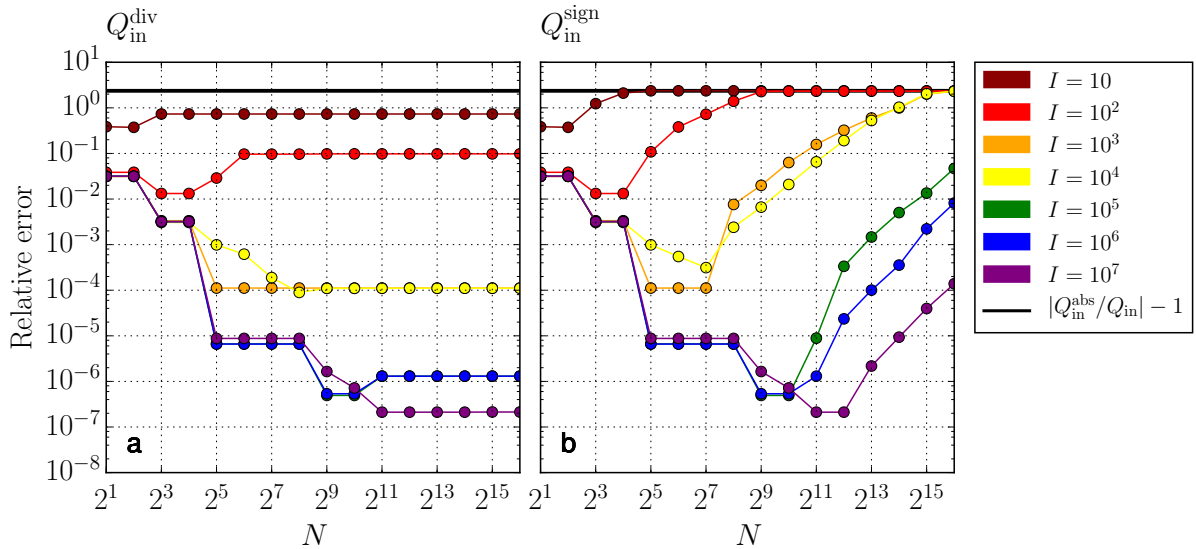 Q_in^div
Q_in^sign
Relative error
10^1
10^0
10^−1
10^−2
10^−3
10^−4
10^−5
10^−6
10^−7
10^−8
a
b
2^1 2^3 2^5 2^7 2^9 2^11 2^13 2^15
2^1 2^3 2^5 2^7 2^9 2^11 2^13 2^15
N
N
I = 10
I = 10^2
I = 10^3
I = 10^4
I = 10^5
I = 10^6
I = 10^7
|Q_in^abs/Q_in| − 1